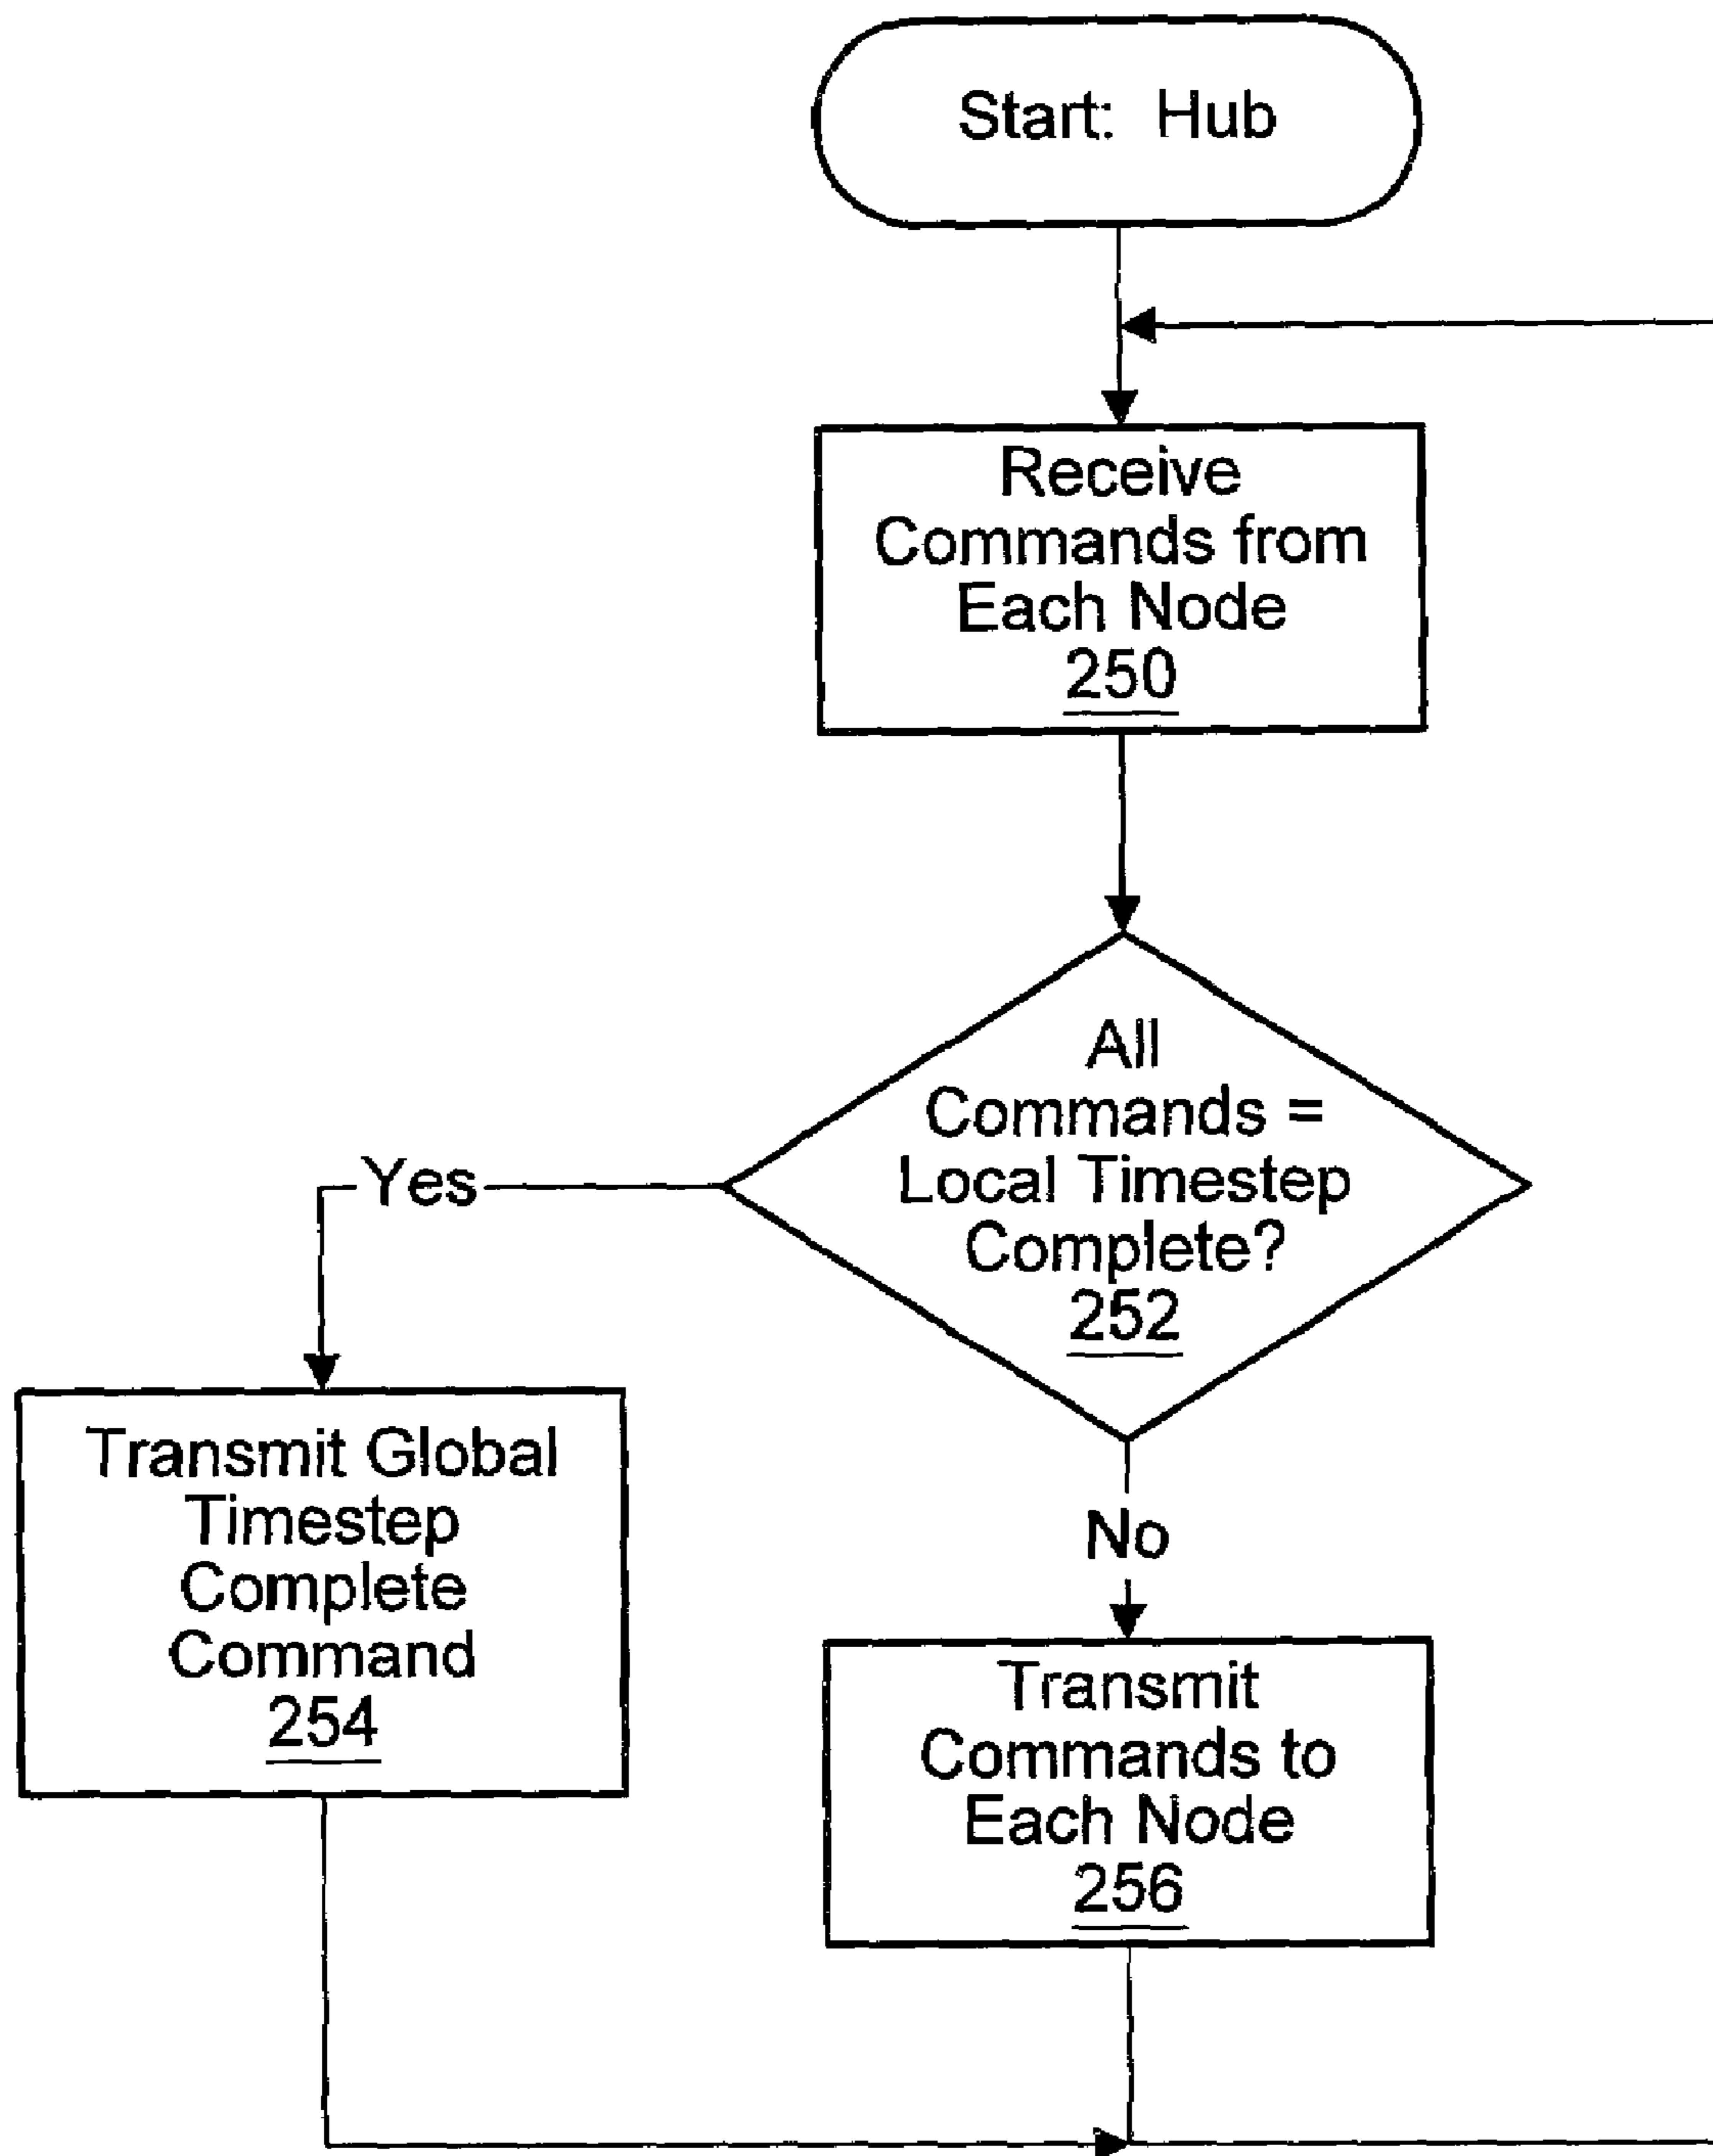 Start: Hub
Receive
Commands from
Each Node
250
All
Commands =
Local Timestep
Complete?
252
Yes
No
Transmit Global
Timestep
Complete
Command
254
Transmit
Commands to
Each Node
256